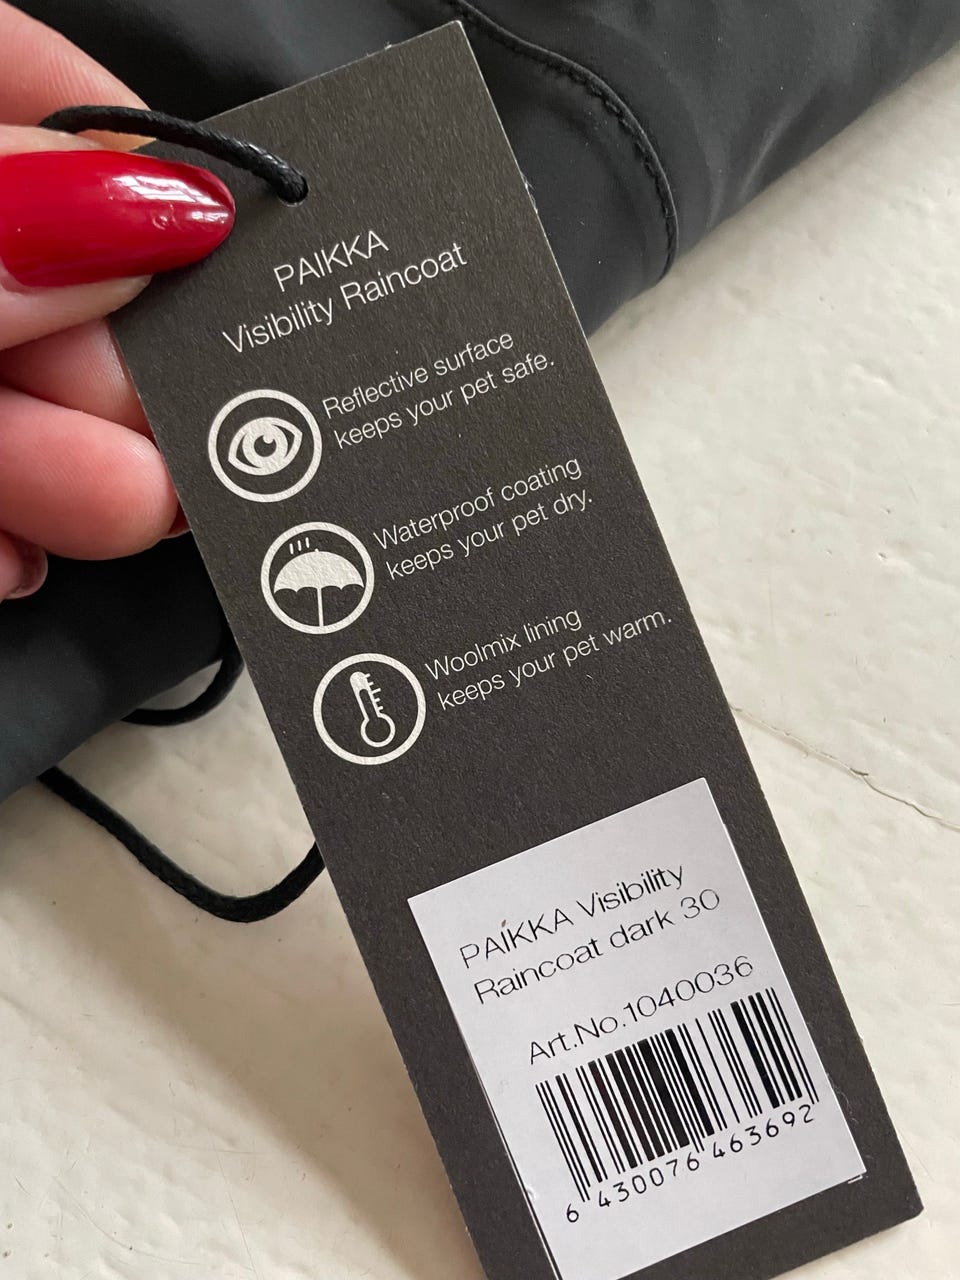 PAIKKA
Visibility Raincoat
Reflective surface
keeps your pet safe.
Waterproof coating
keeps your pet dry.
Woolmix lining
keeps your pet warm.
PAIKKA Visibility
Raincoat dark 30
Art.No.1040036
6 430076 463692